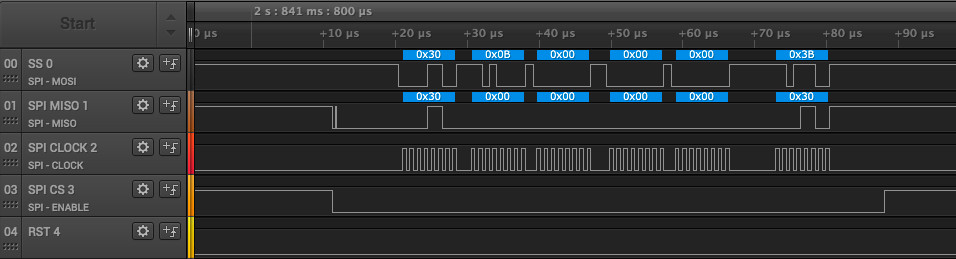 Start
2 s : 841 ms : 800 µs
0 µs +10 µs +20 µs +30 µs +40 µs +50 µs +60 µs +70 µs +80 µs +90 µs
00 SS 0
SPI - MOSI
0x30 0x0B 0x00 0x00 0x00 0x3B
01 SPI MISO 1
SPI - MISO
0x30 0x00 0x00 0x00 0x00 0x30
02 SPI CLOCK 2
SPI - CLOCK
03 SPI CS 3
SPI - ENABLE
04 RST 4